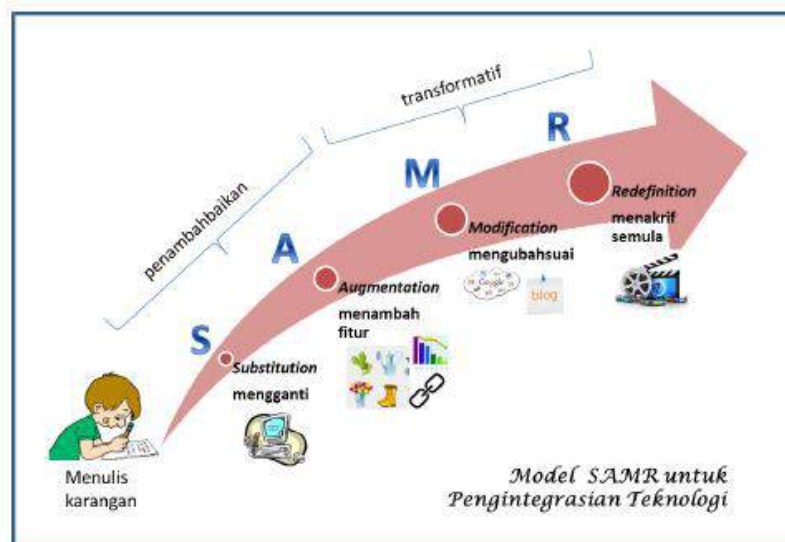 transformatif
penambahbaikan
R
M
A
S
Redefinition
menakrif
semula
Modification
mengubahsuai
Google
blog
Augmentation
menambah
fitur
Substitution
mengganti
Menulis
karangan
Model SAMR untuk
Pengintegrasian Teknologi